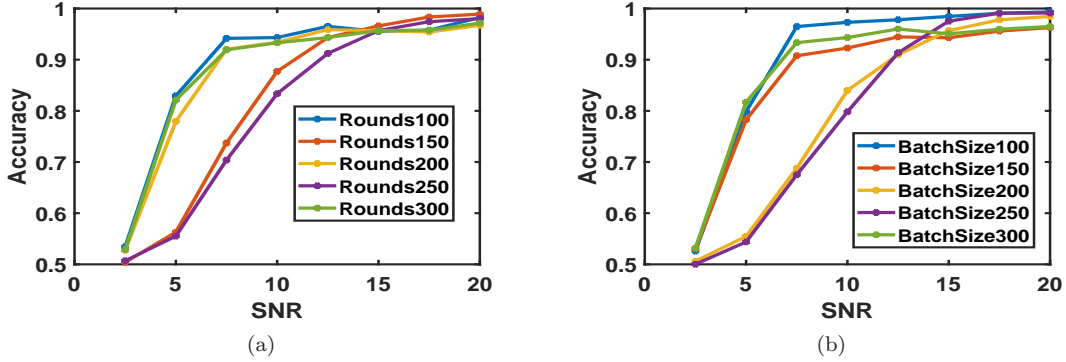 1
0.9
0.8
0.7
0.6
0.5
Accuracy
Rounds100
Rounds150
Rounds200
Rounds250
Rounds300
0 5 10 15 20
SNR
(a)
1
0.9
0.8
0.7
0.6
0.5
Accuracy
BatchSize100
BatchSize150
BatchSize200
BatchSize250
BatchSize300
0 5 10 15 20
SNR
(b)